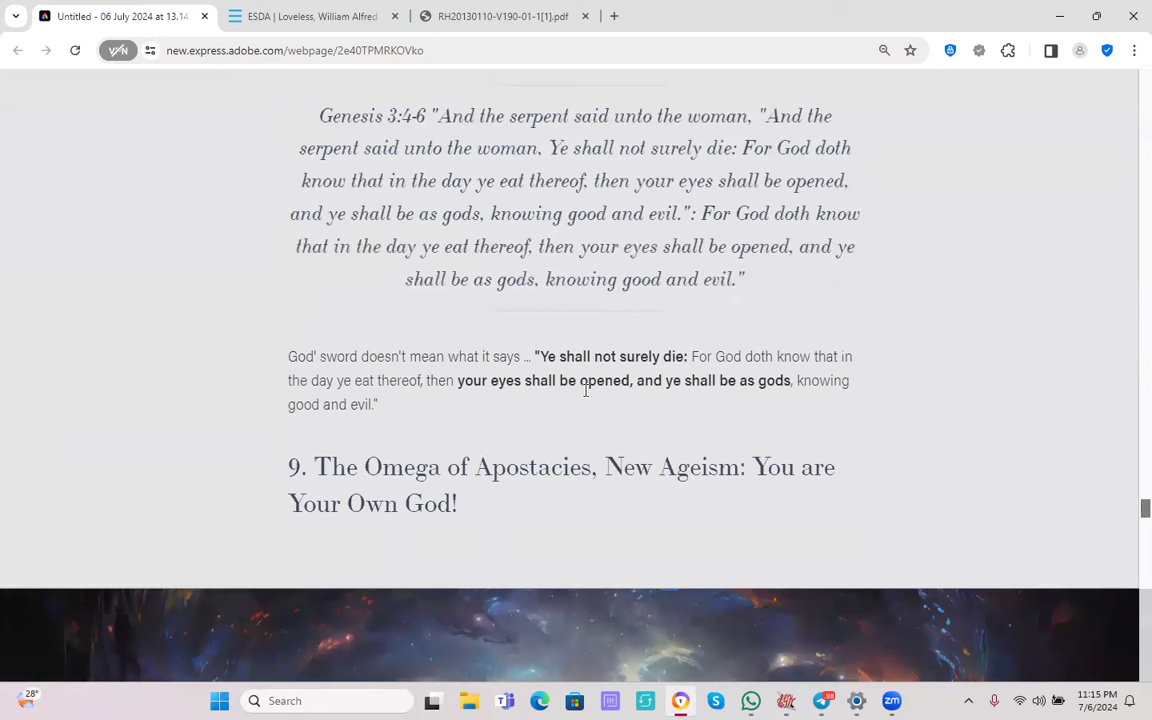 Untitled - 06 July 2024 at 13.14
ESDA | Loveless, William Alfred
RH20130110-V190-01-1[1].pdf
VPN
new.express.adobe.com/webpage/2e40TPMRKOVko
Genesis 3:4-6 "And the serpent said unto the woman, "And the
serpent said unto the woman, Ye shall not surely die: For God doth
know that in the day ye eat thereof, then your eyes shall be opened,
and ye shall be as gods, knowing good and evil.": For God doth know
that in the day ye eat thereof, then your eyes shall be opened, and ye
shall be as gods, knowing good and evil."
God' sword doesn't mean what it says ... "Ye shall not surely die: For God doth know that in
the day ye eat thereof, then your eyes shall be opened, and ye shall be as gods, knowing
good and evil."
9. The Omega of Apostacies, New Ageism: You are
Your Own God!
28°
Search
98
zm
11:15 PM
7/6/2024